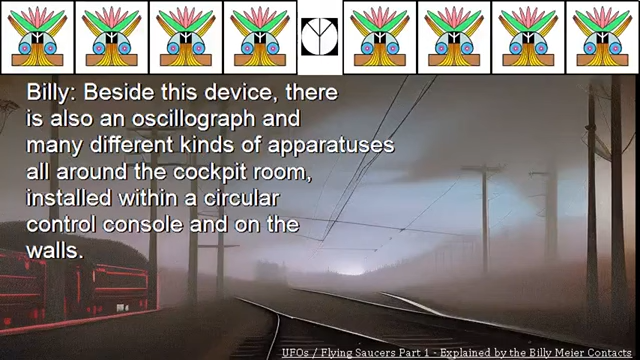 Billy: Beside this device, there
is also an oscillograph and
many different kinds of apparatuses
all around the cockpit room,
installed within a circular
control console and on the
walls.
UFOs / Flying Saucers Part 1 - Explained by the Billy Meier Contacts